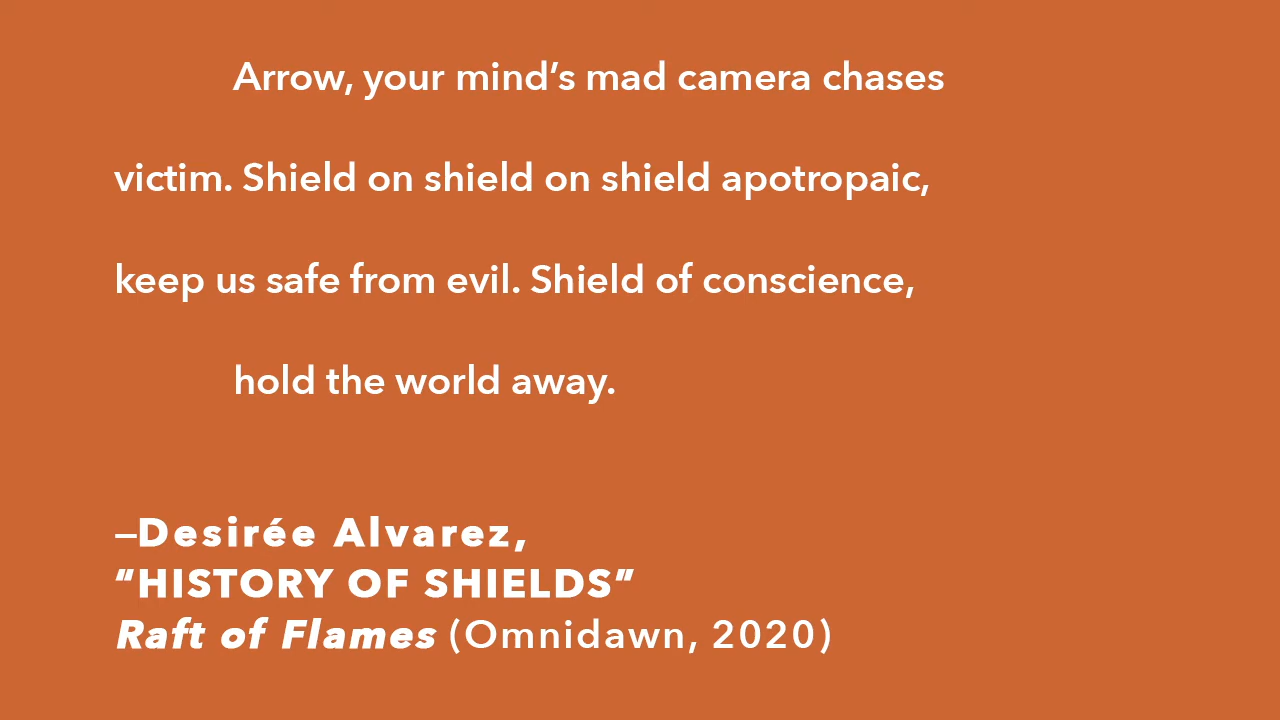 Arrow, your mind’s mad camera chases
victim. Shield on shield on shield apotropaic,
keep us safe from evil. Shield of conscience,
hold the world away.
—Desirée Alvarez,
“HISTORY OF SHIELDS”
Raft of Flames (Omnidawn, 2020)